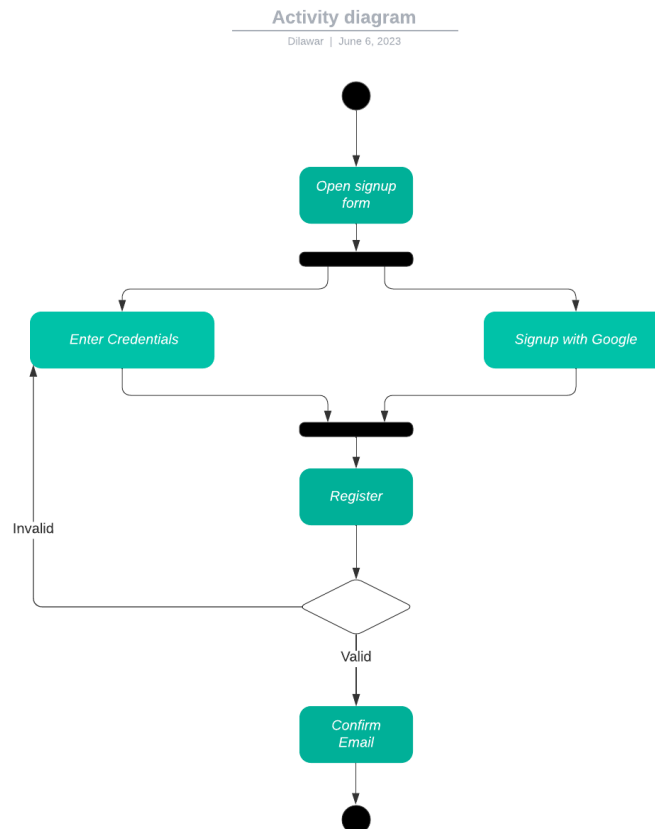 Activity diagram
Dilawar | June 6, 2023
Open signup
form
Enter Credentials
Signup with Google
Register
Invalid
Valid
Confirm
Email